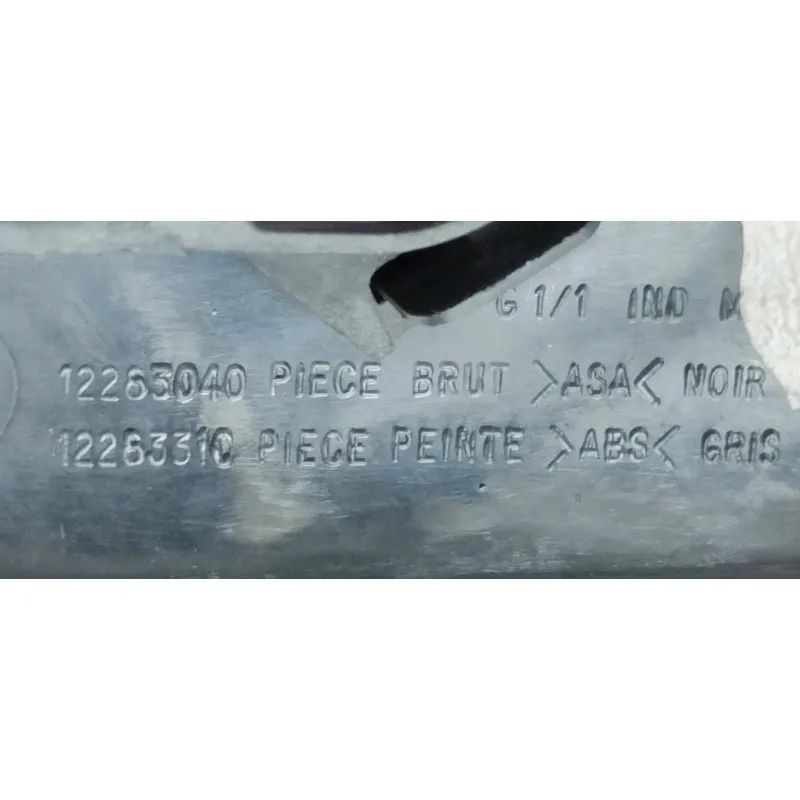 G 1/1 IND M
12263040 PIECE BRUT >ASA< NOIR
12263310 PIECE PEINTE >ABS< GRIS